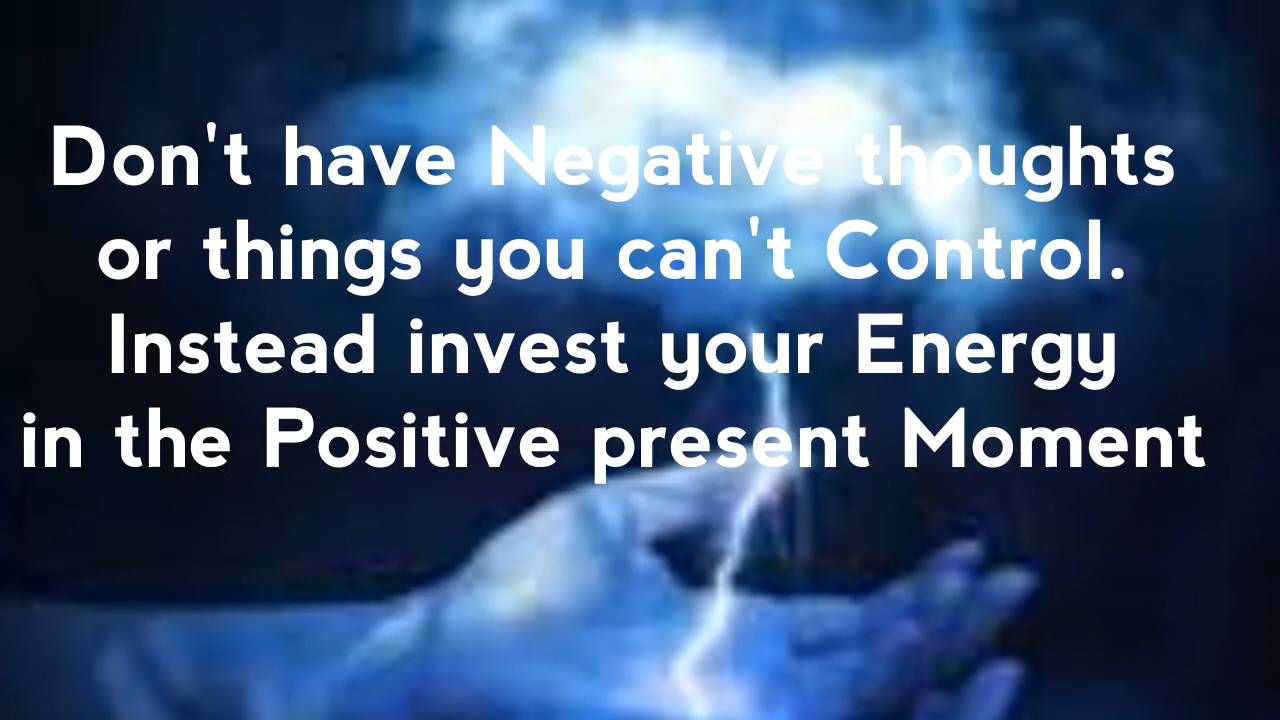 Don't have Negative thoughts
or things you can't Control.
Instead invest your Energy
in the Positive present Moment